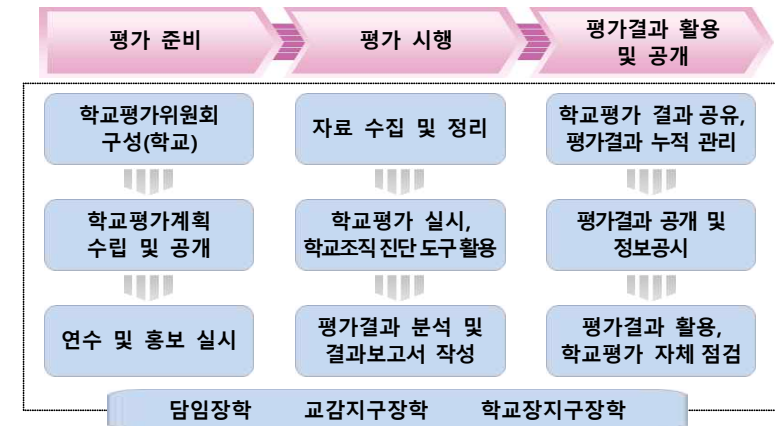 평가 준비
평가 시행
평가결과 활용
및 공개
학교평가위원회
구성(학교)
학교평가계획
수립 및 공개
연수 및 홍보 실시
자료 수집 및 정리
학교평가 실시,
학교조직 진단 도구 활용
평가결과 분석 및
결과보고서 작성
학교평가 결과 공유,
평가결과 누적 관리
평가결과 공개 및
정보공시
평가결과 활용,
학교평가 자체 점검
담임장학 교감지구장학 학교장지구장학